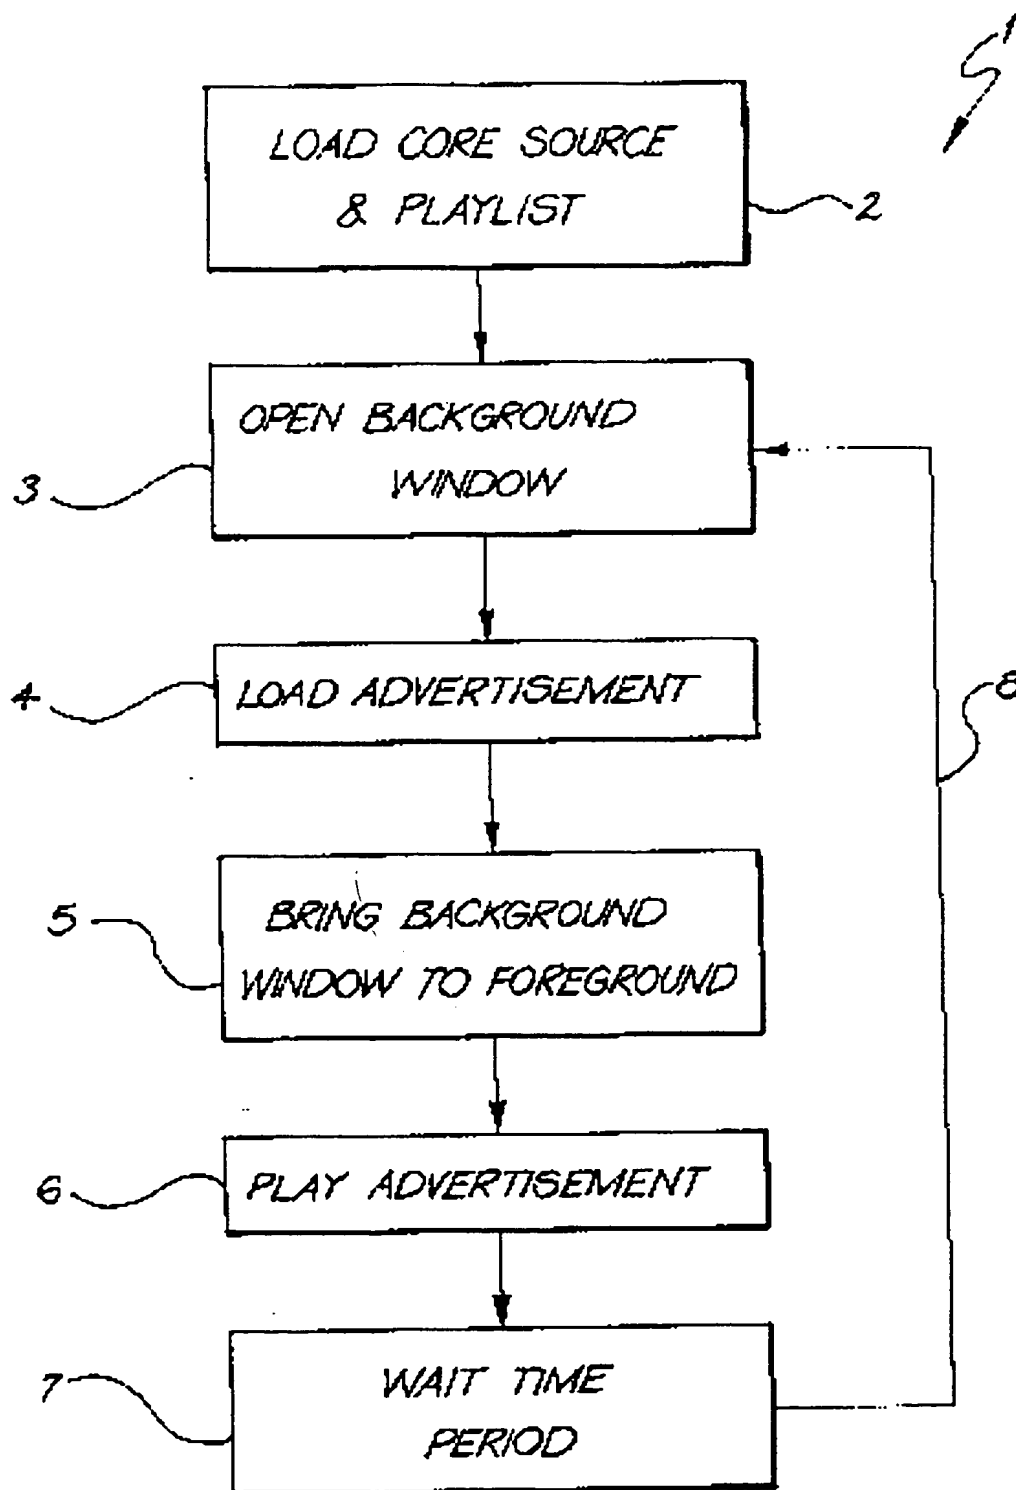 1
LOAD CORE SOURCE
& PLAYLIST
2
OPEN BACKGROUND
WINDOW
3
4
LOAD ADVERTISEMENT
8
5
BRING BACKGROUND
WINDOW TO FOREGROUND
6
PLAY ADVERTISEMENT
7
WAIT TIME
PERIOD